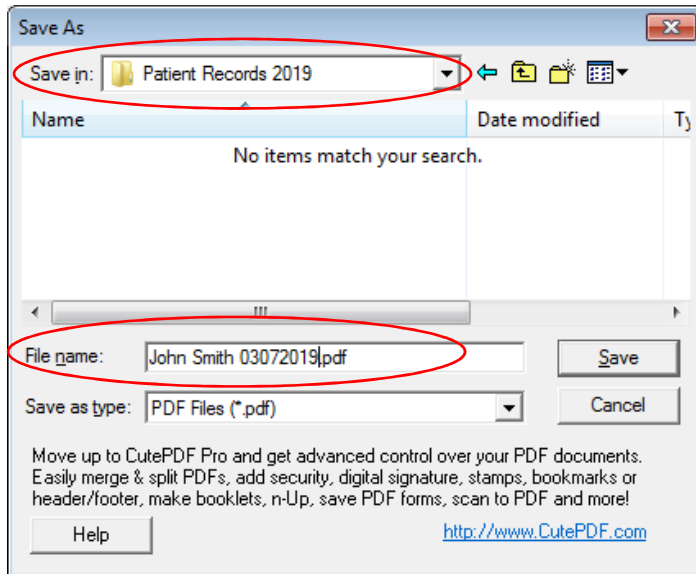 Save As
Save in: Patient Records 2019
Name Date modified Ty
No items match your search.
File name: John Smith 03072019.pdf Save
Save as type: PDF Files (*.pdf) Cancel
Move up to CutePDF Pro and get advanced control over your PDF documents.
Easily merge & split PDFs, add security, digital signature, stamps, bookmarks or
header/footer, make booklets, n-Up, save PDF forms, scan to PDF and more!
Help http://www.CutePDF.com